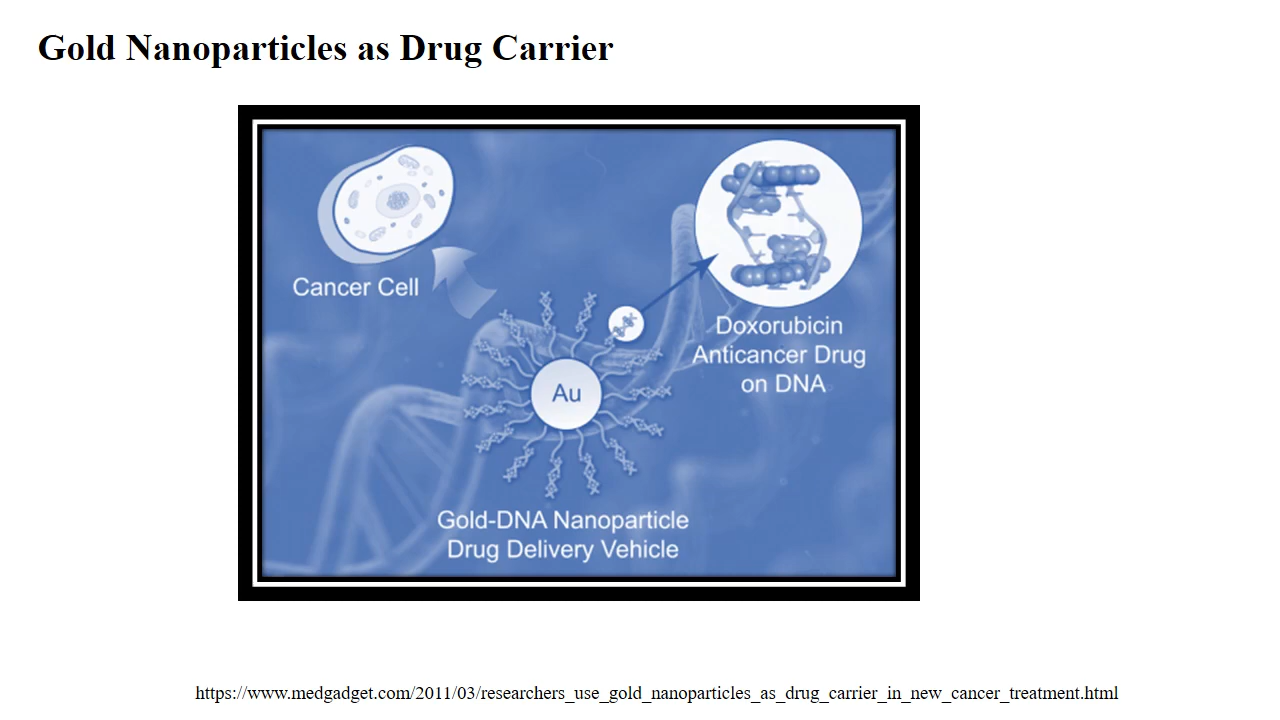 Gold Nanoparticles as Drug Carrier
Cancer Cell
Doxorubicin
Anticancer Drug
on DNA
Au
Gold-DNA Nanoparticle
Drug Delivery Vehicle
https://www.medgadget.com/2011/03/researchers_use_gold_nanoparticles_as_drug_carrier_in_new_cancer_treatment.html